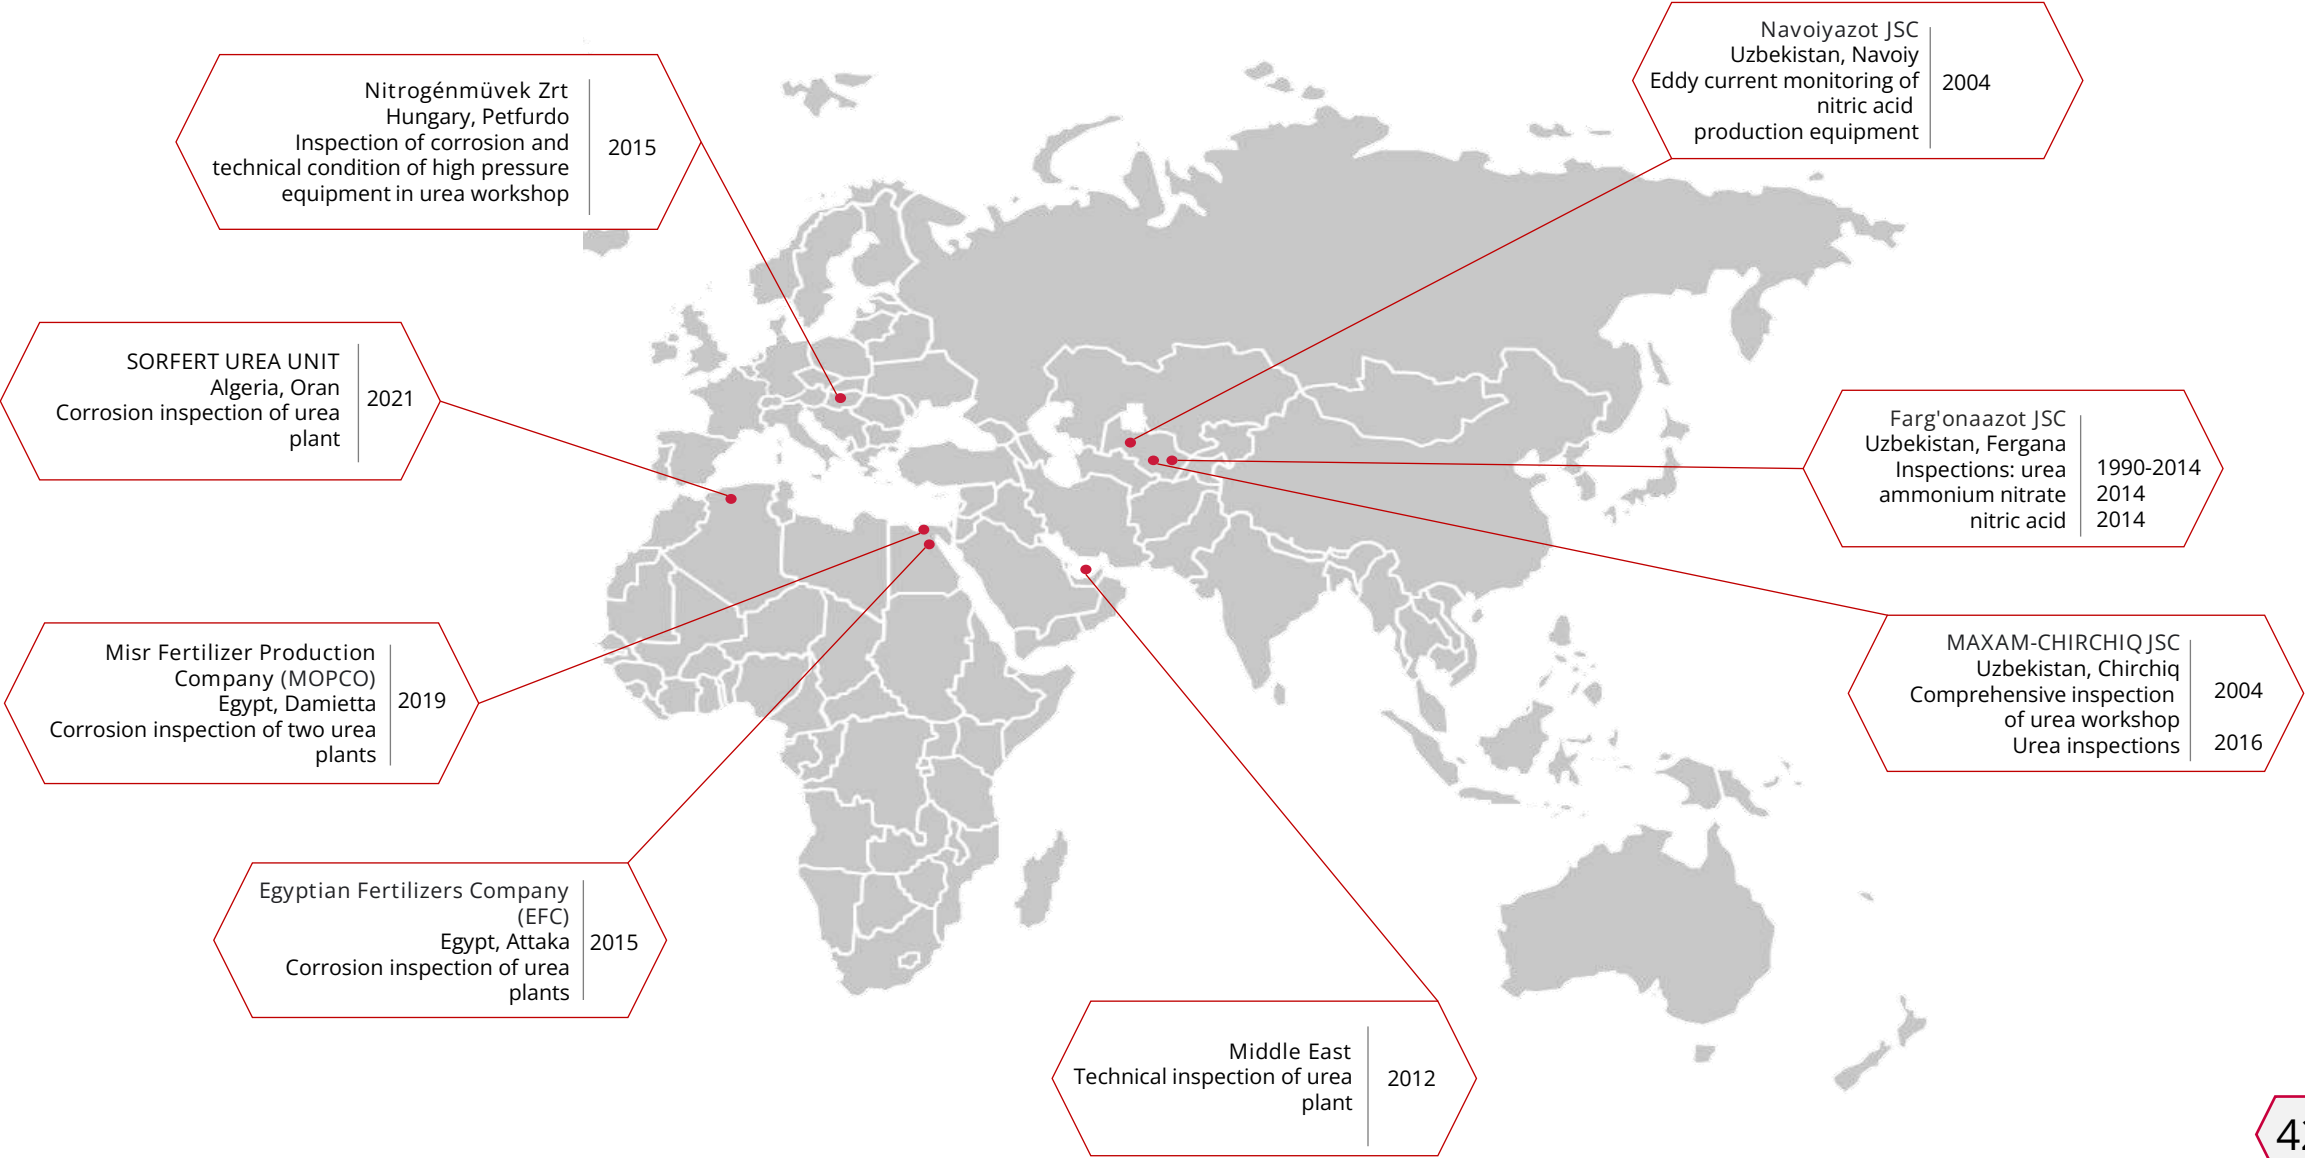 Nitrogénmüvek Zrt
Hungary, Petfurdo
Inspection of corrosion and
technical condition of high pressure
equipment in urea workshop
2015
Navoiyazot JSC
Uzbekistan, Navoiy
Eddy current monitoring of
nitric acid
production equipment
2004
SORFERT UREA UNIT
Algeria, Oran
Corrosion inspection of urea
plant
2021
Farg'onaazot JSC
Uzbekistan, Fergana
Inspections: urea
ammonium nitrate
nitric acid
1990-2014
2014
2014
Misr Fertilizer Production
Company (MOPCO)
Egypt, Damietta
Corrosion inspection of two urea
plants
2019
MAXAM-CHIRCHIQ JSC
Uzbekistan, Chirchiq
Comprehensive inspection
of urea workshop
Urea inspections
2004
2016
Egyptian Fertilizers Company
(EFC)
Egypt, Attaka
Corrosion inspection of urea
plants
2015
Middle East
Technical inspection of urea
plant
2012